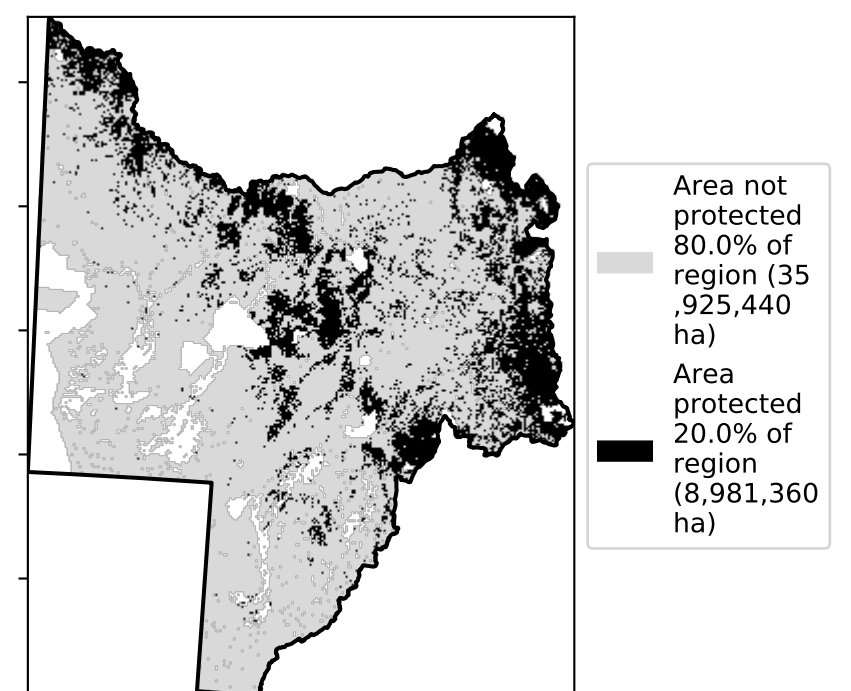 Area not
protected
80.0% of
region (35
,925,440
ha)
Area
protected
20.0% of
region
(8,981,360
ha)